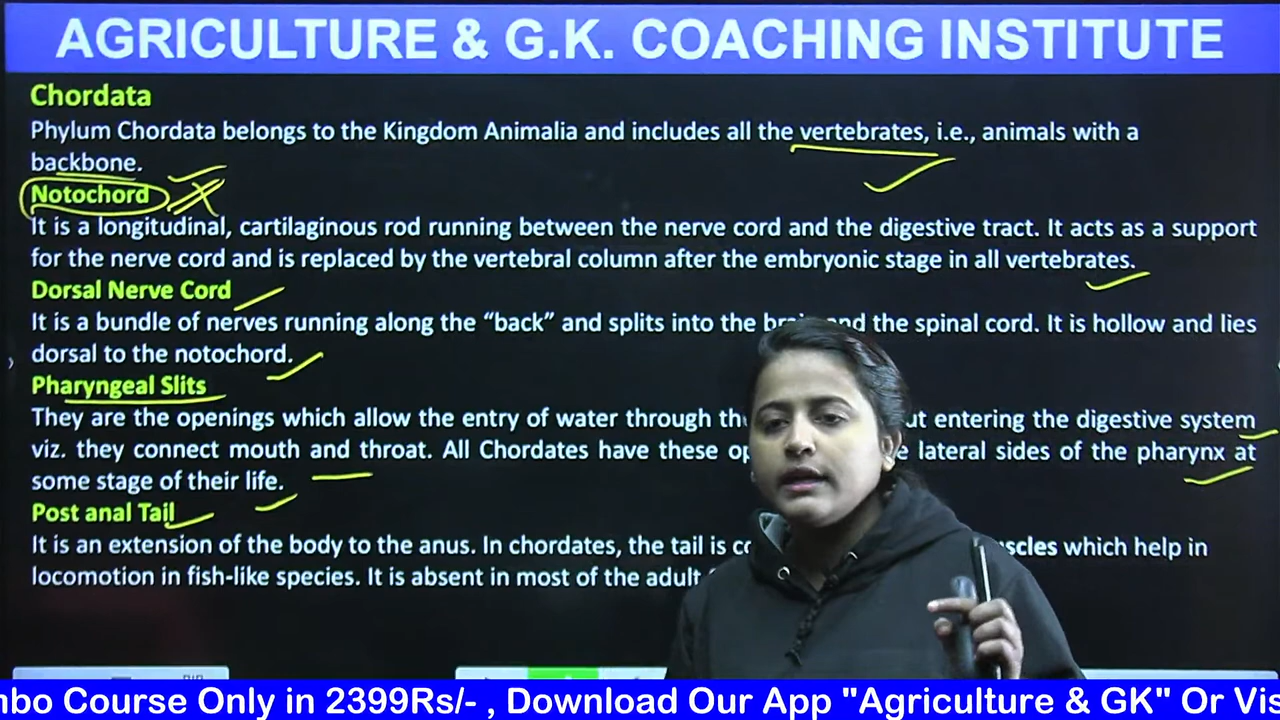 AGRICULTURE & G.K. COACHING INSTITUTE
Chordata
Phylum Chordata belongs to the Kingdom Animalia and includes all the vertebrates, i.e., animals with a
backbone.
Notochord
It is a longitudinal, cartilaginous rod running between the nerve cord and the digestive tract. It acts as a support
for the nerve cord and is replaced by the vertebral column after the embryonic stage in all vertebrates.
Dorsal Nerve Cord
It is a bundle of nerves running along the “back” and splits into the brain and the spinal cord. It is hollow and lies
dorsal to the notochord.
Pharyngeal Slits
They are the openings which allow the entry of water through the entering the digestive system
viz. they connect mouth and throat. All Chordates have these lateral sides of the pharynx at
some stage of their life.
Post anal Tail
It is an extension of the body to the anus. In chordates, the tail is which help in
locomotion in fish-like species. It is absent in most of the adult
Course Only in 2399Rs/- , Download Our App "Agriculture & GK" Or